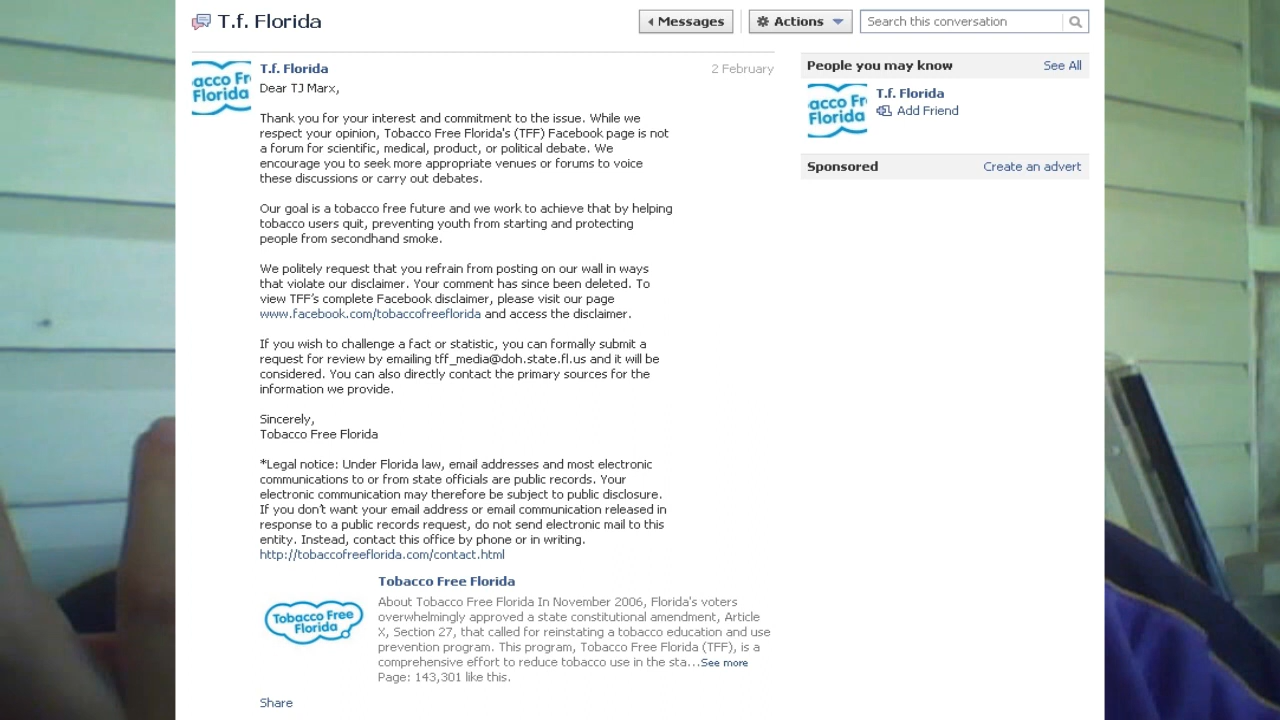 T.f. Florida
Messages
Actions
Search this conversation
acco Fr
Florida
T.f. Florida
2 February
Dear TJ Marx,
Thank you for your interest and commitment to the issue. While we
respect your opinion, Tobacco Free Florida's (TFF) Facebook page is not
a forum for scientific, medical, product, or political debate. We
encourage you to seek more appropriate venues or forums to voice
these discussions or carry out debates.
Our goal is a tobacco free future and we work to achieve that by helping
tobacco users quit, preventing youth from starting and protecting
people from secondhand smoke.
We politely request that you refrain from posting on our wall in ways
that violate our disclaimer. Your comment has since been deleted. To
view TFF's complete Facebook disclaimer, please visit our page
www.facebook.com/tobaccofreeflorida and access the disclaimer.
If you wish to challenge a fact or statistic, you can formally submit a
request for review by emailing tff_media@doh.state.fl.us and it will be
considered. You can also directly contact the primary sources for the
information we provide.
Sincerely,
Tobacco Free Florida
*Legal notice: Under Florida law, email addresses and most electronic
communications to or from state officials are public records. Your
electronic communication may therefore be subject to public disclosure.
If you don't want your email address or email communication released in
response to a public records request, do not send electronic mail to this
entity. Instead, contact this office by phone or in writing.
http://tobaccofreeflorida.com/contact.html
Tobacco Free
Florida
Tobacco Free Florida
About Tobacco Free Florida In November 2006, Florida's voters
overwhelmingly approved a state constitutional amendment, Article
X, Section 27, that called for reinstating a tobacco education and use
prevention program. This program, Tobacco Free Florida (TFF), is a
comprehensive effort to reduce tobacco use in the sta...See more
Page: 143,301 like this.
Share
People you may know
See All
acco Fr
Florida
T.f. Florida
Add Friend
Sponsored
Create an advert